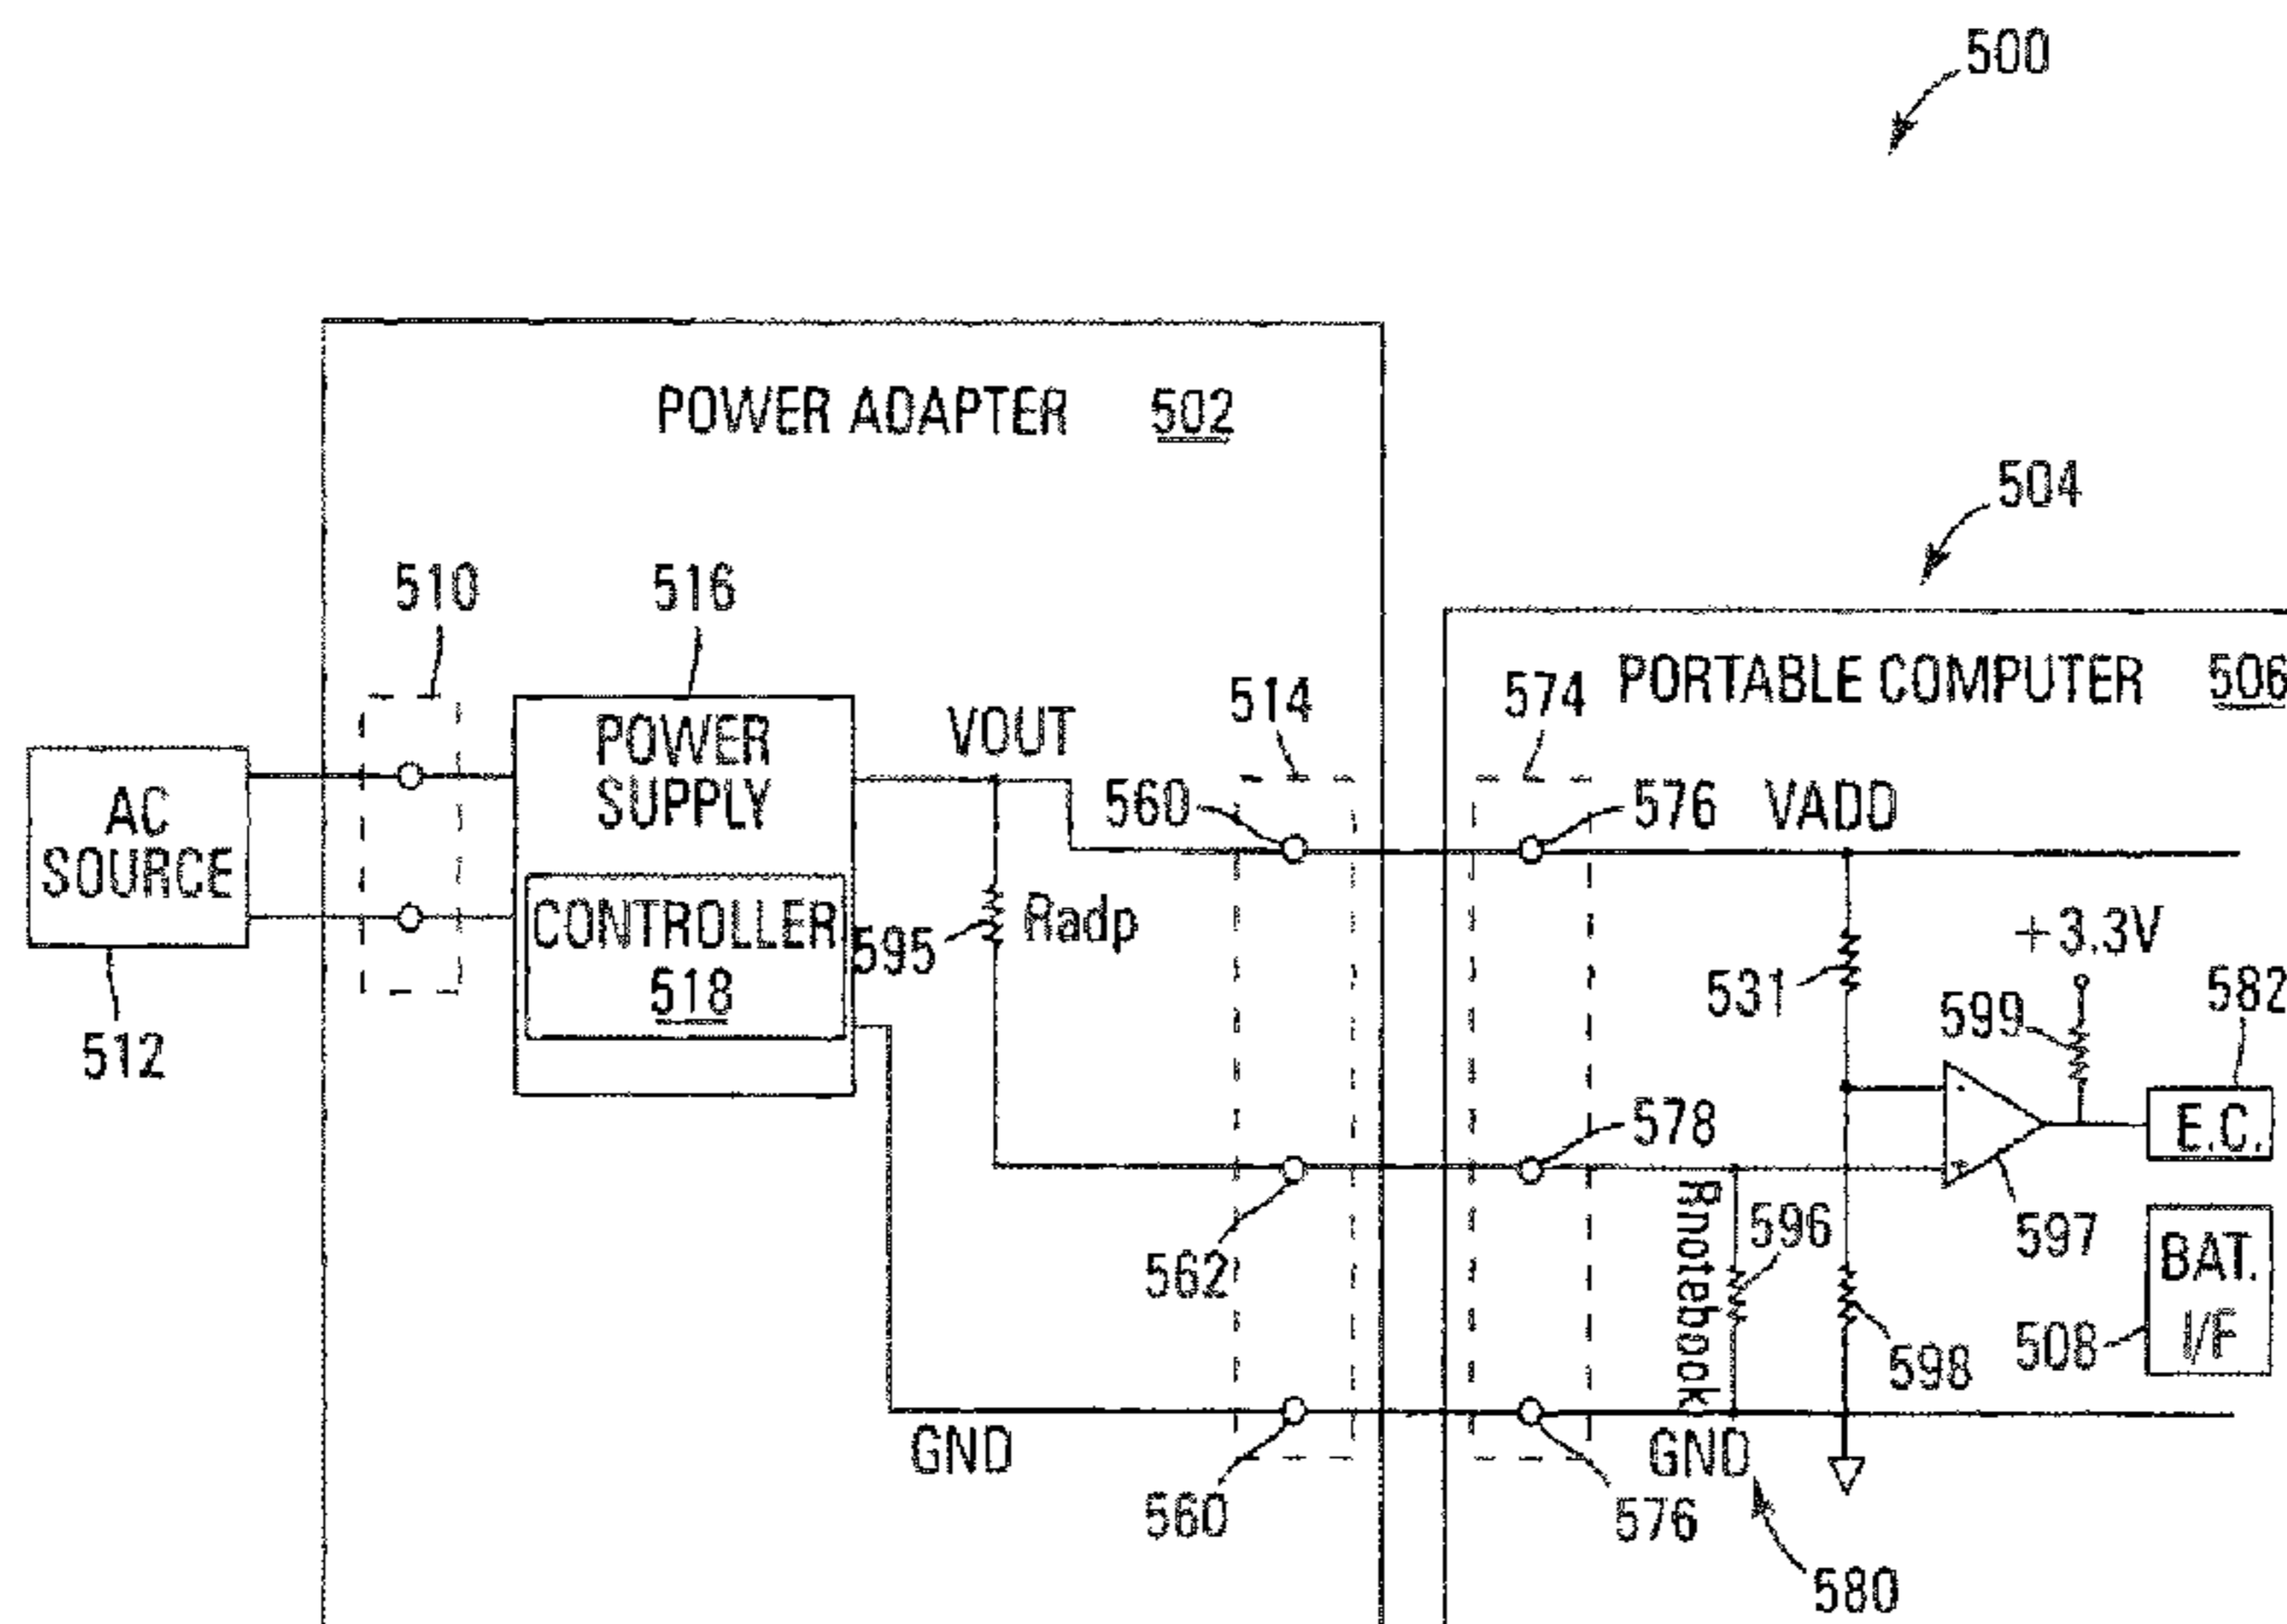 500
POWER ADAPTER 502
504
510
516
POWER
SUPPLY
VOUT
514
574
PORTABLE COMPUTER 506
AC
SOURCE
560
576
VADD
CONTROLLER
518
595
Radp
531
+3.3V
599
582
512
578
E.C.
562
Rnotebook
596
597
BAT.
I/F
508
598
GND
560
GND
576
580